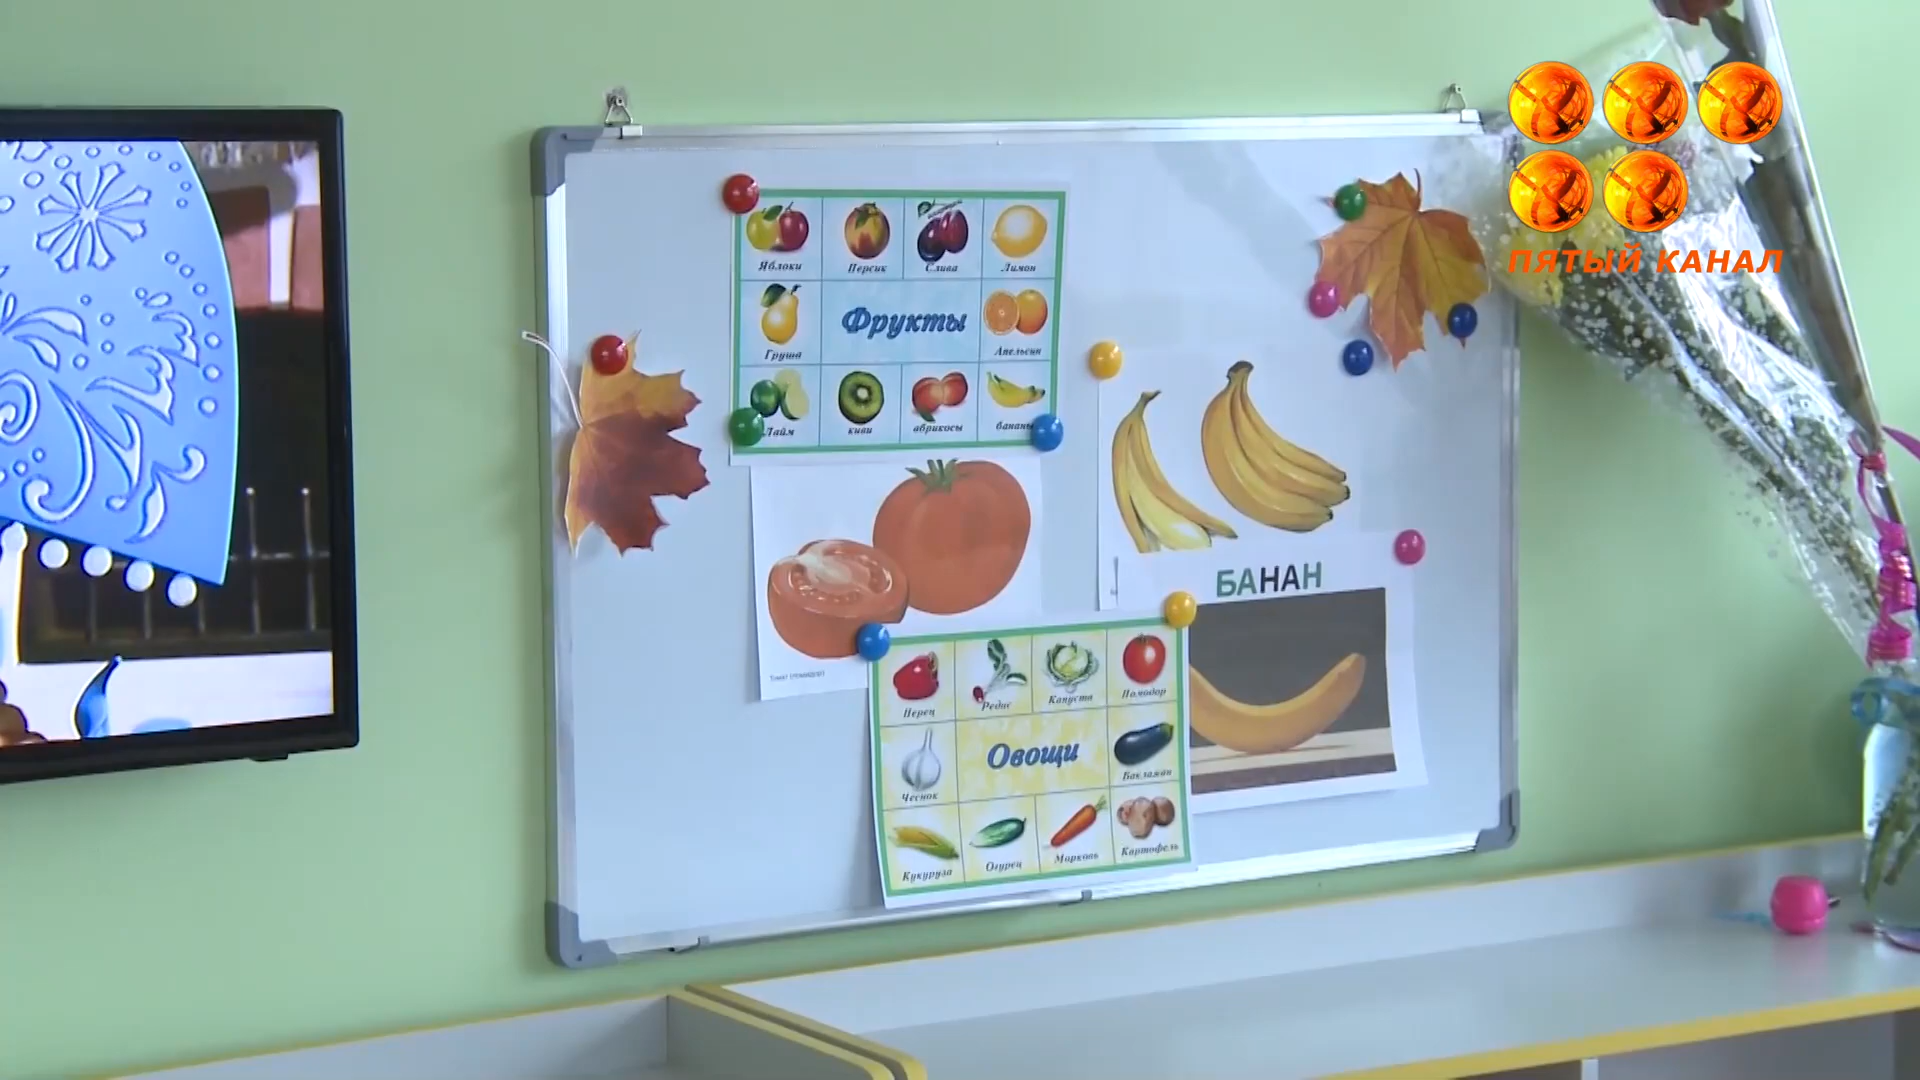 ПЯТЫЙ КАНАЛ
Яблоки Персик Слива Лимон
Груша Фрукты Апельсин
Лайм киви абрикосы бананы
БАНАН
Перец Редис Капуста Помодор
Чеснок Овощи Баклажан
Кукуруза Огурец Морковь Картофель